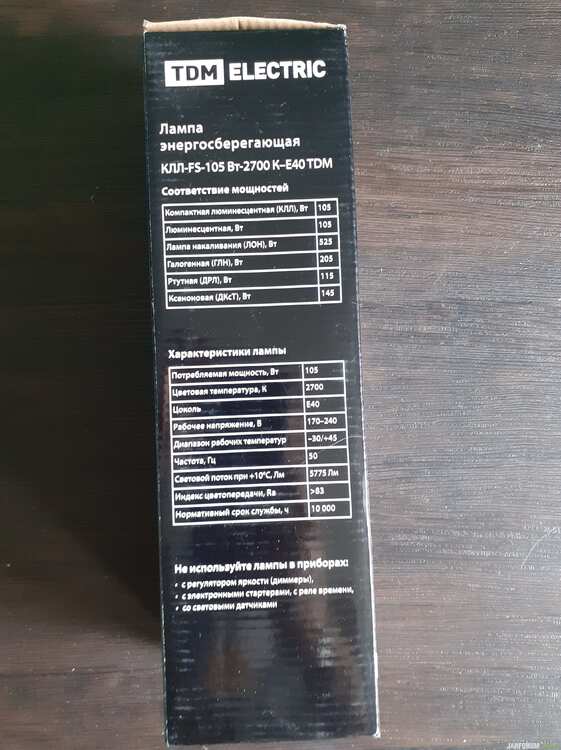 TDM ELECTRIC
Лампа
энергосберегающая
КЛЛ-FS-105 Вт-2700 К–Е40 TDM
Соответствие мощностей
Компактная люминесцентная (КЛЛ), Вт 105
Люминесцентная, Вт 105
Лампа накаливания (ЛОН), Вт 525
Галогенная (ГЛН), Вт 205
Ртутная (ДРЛ), Вт 115
Ксеноновая (ДКсТ), Вт 145
Характеристики лампы
Потребляемая мощность, Вт 105
Цветовая температура, К 2700
Цоколь Е40
Рабочее напряжение, В 170–240
Диапазон рабочих температур –30/+45
Частота, Гц 50
Световой поток при +10°С, Лм 5775 Лм
Индекс цветопередачи, Ra >83
Нормативный срок службы, ч 10 000
Не используйте лампы в приборах:
• с регулятором яркости (диммеры),
• с электронными стартерами, с реле времени,
• со световыми датчиками